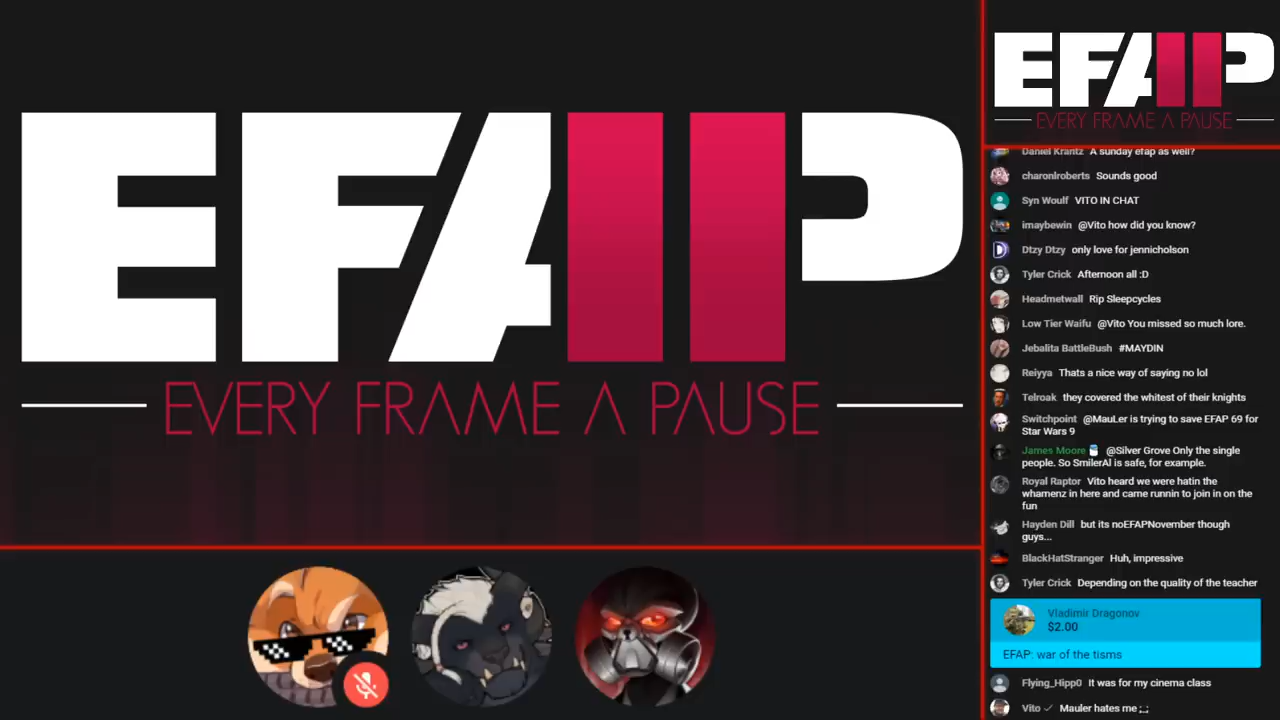 EFAP
EVERY FRAME A PAUSE
EFAP
EVERY FRAME A PAUSE
Daniel Krantz A sunday efap as well?
charonlroberts Sounds good
Syn Woulf VITO IN CHAT
imaybewin @Vito how did you know?
Dtzy Dtzy only love for jennicholson
Tyler Crick Afternoon all :D
Headmetwall Rip Sleepcycles
Low Tier Waifu @Vito You missed so much lore.
Jebalita BattleBush #MAYDIN
Reiyya Thats a nice way of saying no lol
Telroak they covered the whitest of their knights
Switchpoint @MauLer is trying to save EFAP 69 for
Star Wars 9
James Moore @Silver Grove Only the single
people. So SmilerAl is safe, for example.
Royal Raptor Vito heard we were hatin the
whamenz in here and came runnin to join in on the
fun
Hayden Dill but its noEFAPNovember though
guys...
BlackHatStranger Huh, impressive
Tyler Crick Depending on the quality of the teacher
Vladimir Dragonov
$2.00
EFAP: war of the tisms
Flying_Hipp0 It was for my cinema class
Vito ✓ Mauler hates me ;_;